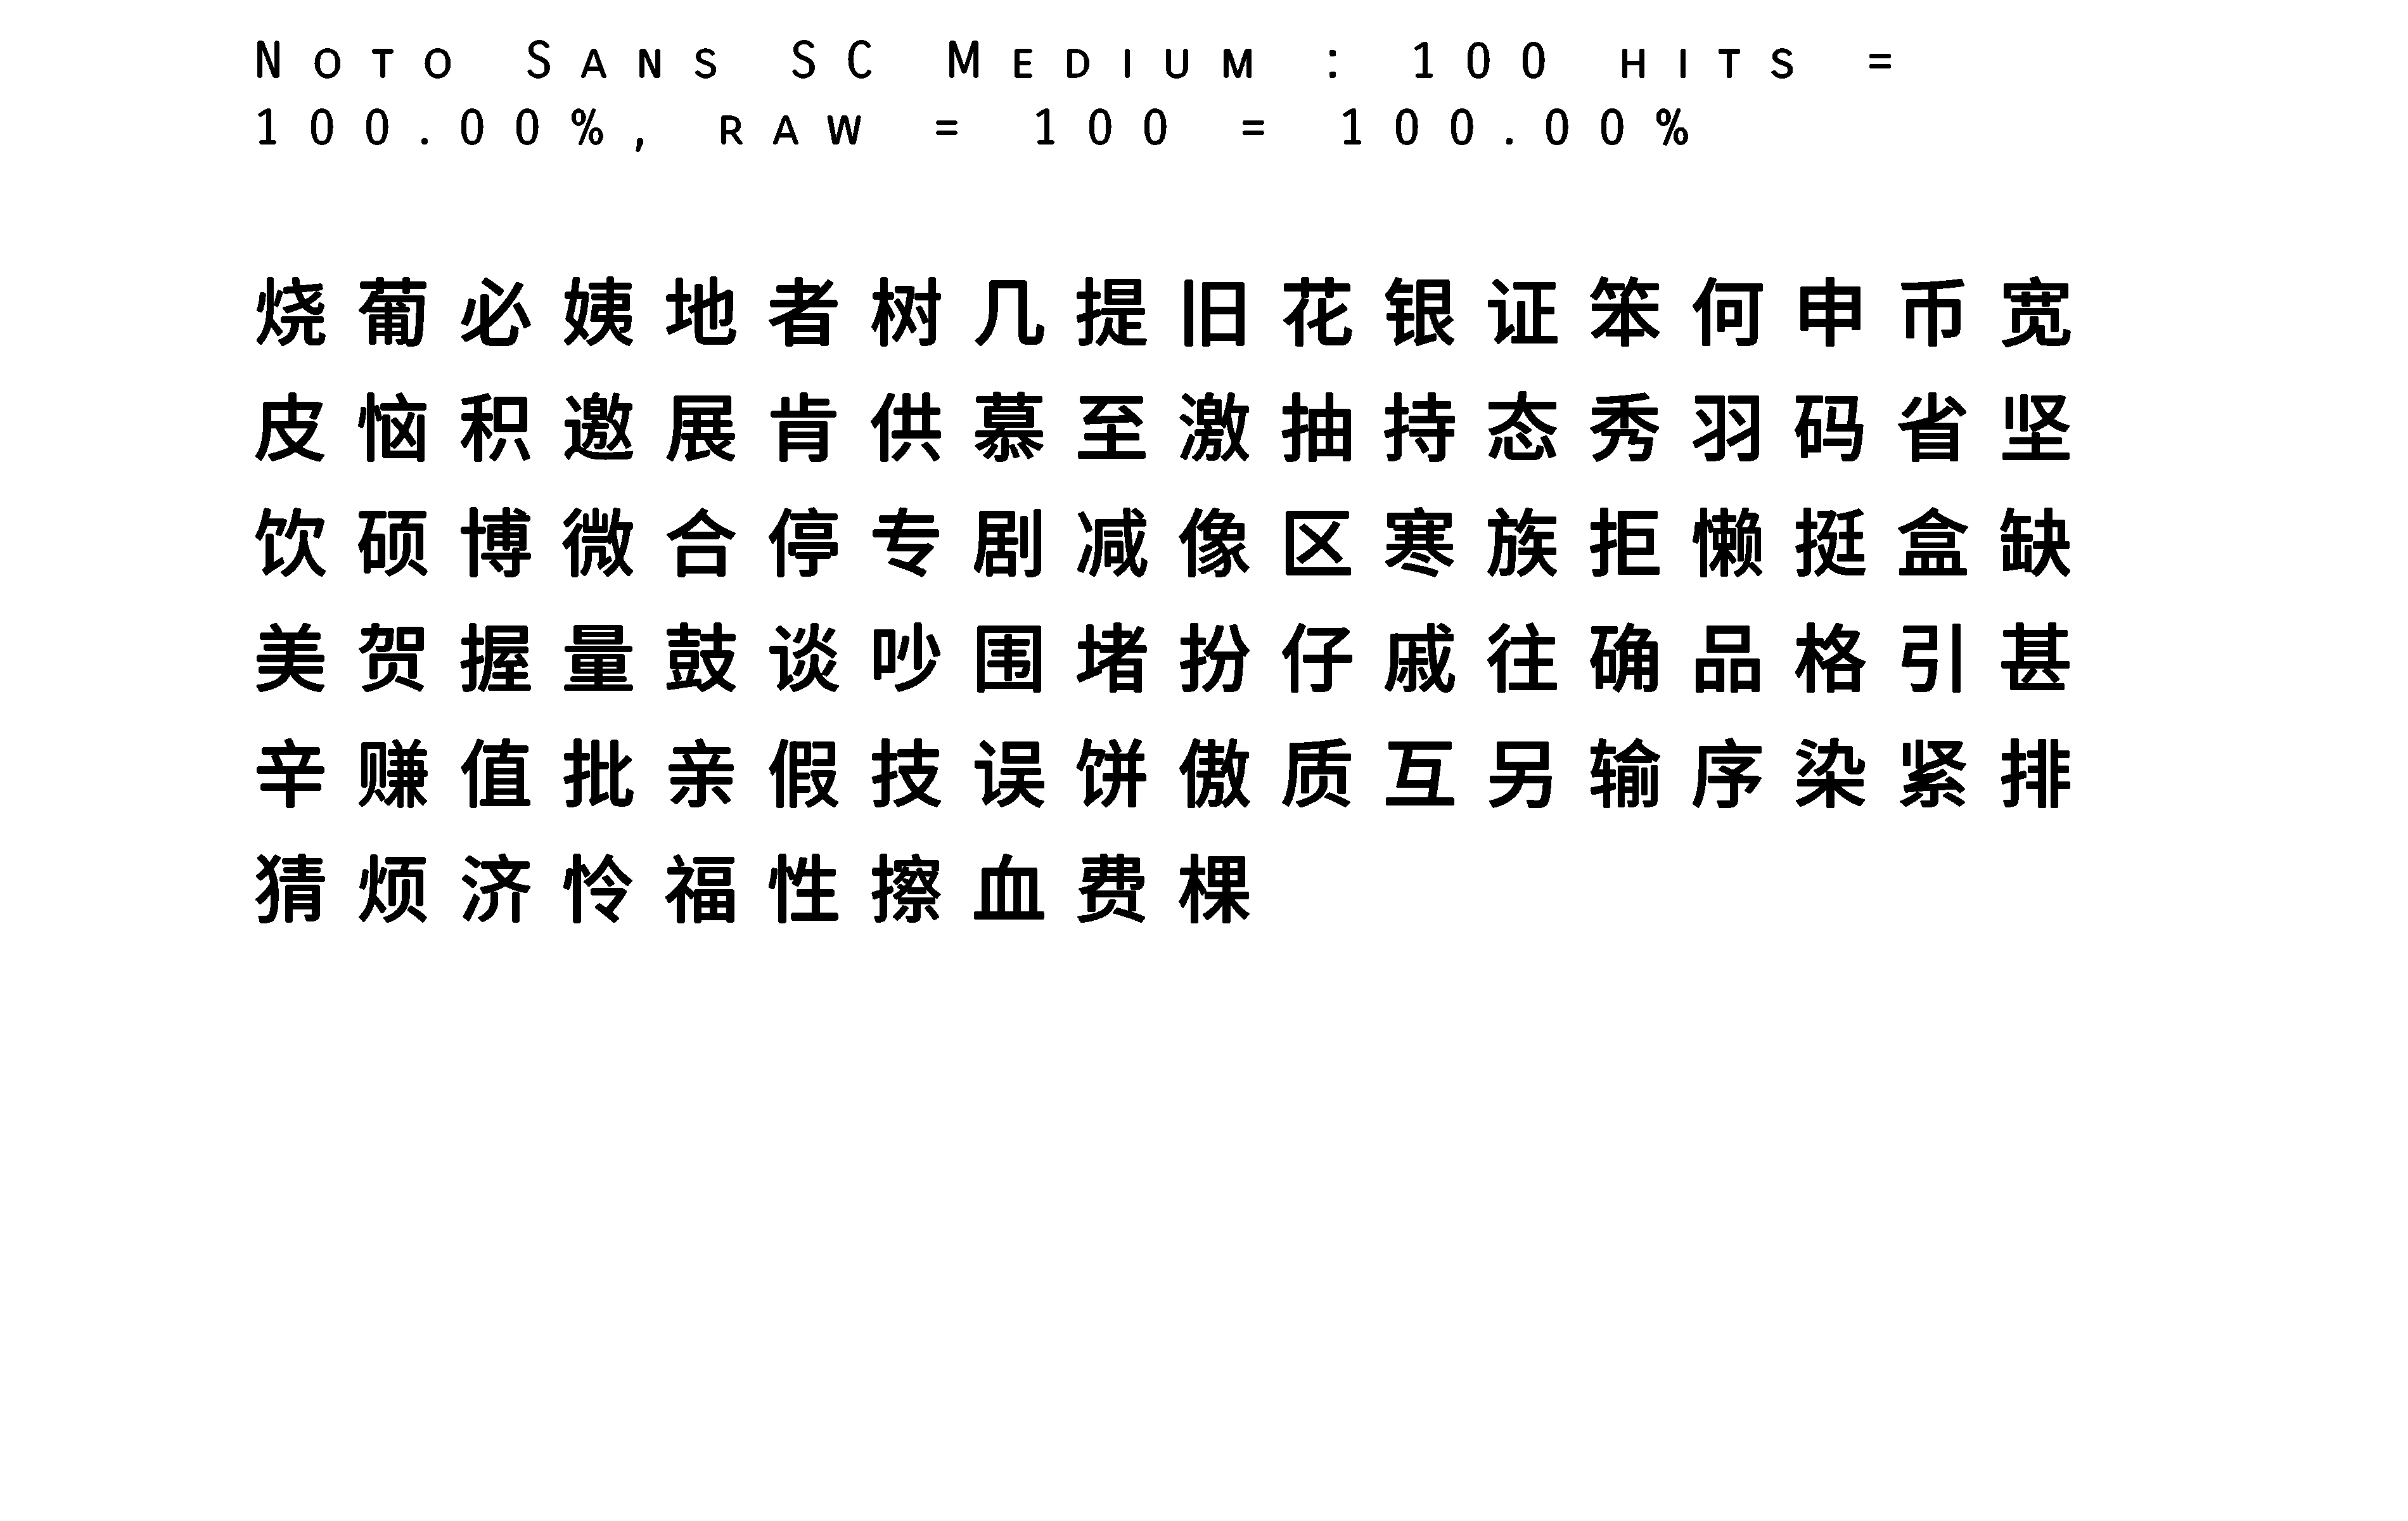 Noto Sans SC Medium : 100 hits =
100.00%, raw = 100 = 100.00%
烧葡必姨地者树几提旧花银证笨何申币宽
皮恼积邀展肯供慕至激抽持态秀羽码省坚
饮硕博微合停专剧减像区寒族拒懒挺盒缺
美贺握量鼓谈吵围堵扮仔戚往确品格引甚
辛赚值批亲假技误饼傲质互另输序染紧排
猜烦济怜福性擦血费棵